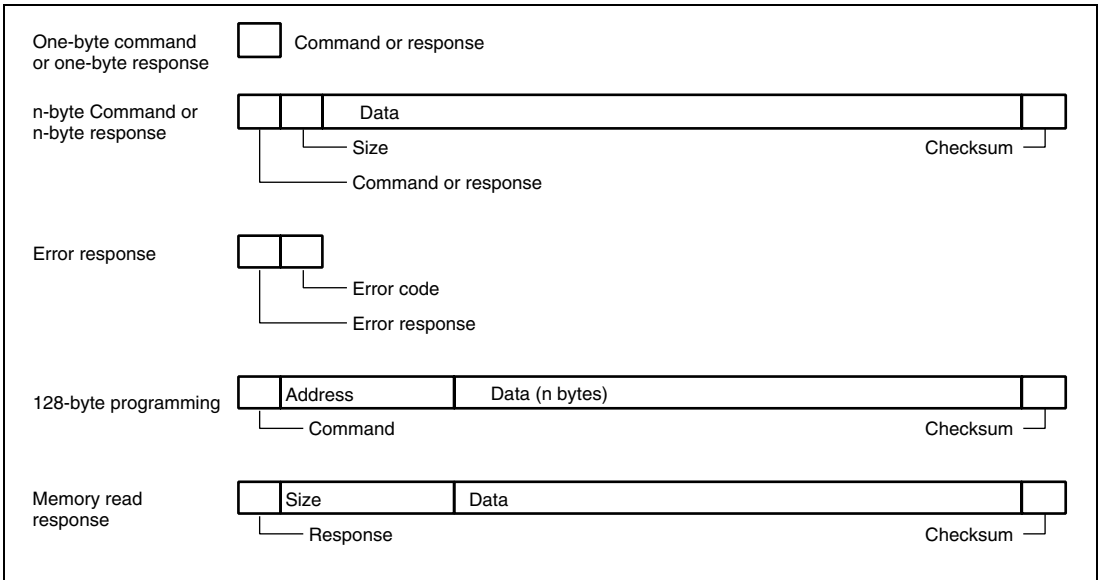 One-byte command
or one-byte response
Command or response
n-byte Command or
n-byte response
Data
Size
Checksum
Command or response
Error response
Error code
Error response
128-byte programming
Address
Data (n bytes)
Command
Checksum
Memory read
response
Size
Data
Response
Checksum